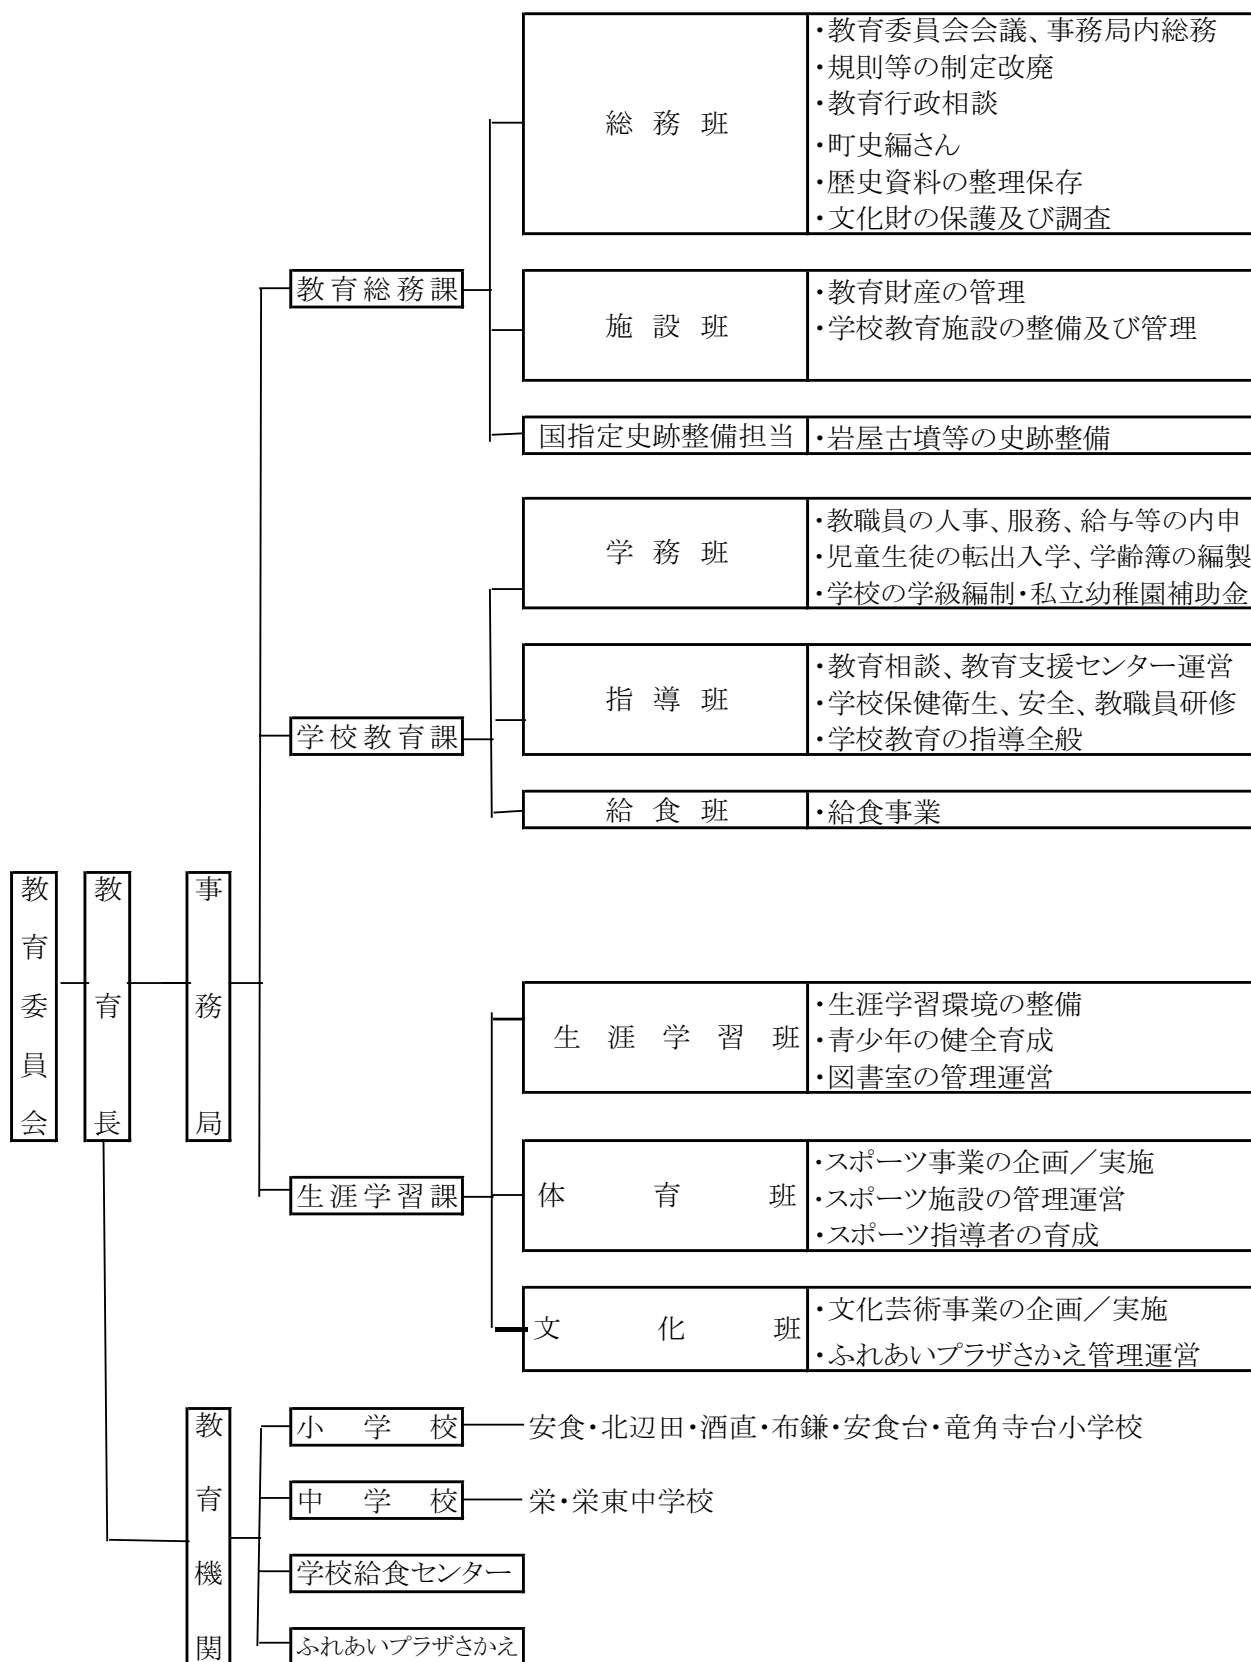 教育委員会
教育長
事務局
教育総務課
総務班
・教育委員会会議、事務局内総務
・規則等の制定改廃
・教育行政相談
・町史編さん
・歴史資料の整理保存
・文化財の保護及び調査
施設班
・教育財産の管理
・学校教育施設の整備及び管理
国指定史跡整備担当
・岩屋古墳等の史跡整備
学校教育課
学務班
・教職員の人事、服務、給与等の内申
・児童生徒の転出入学、学齢簿の編製
・学校の学級編制・私立幼稚園補助金
指導班
・教育相談、教育支援センター運営
・学校保健衛生、安全、教職員研修
・学校教育の指導全般
給食班
・給食事業
生涯学習課
生涯学習班
・生涯学習環境の整備
・青少年の健全育成
・図書室の管理運営
体育班
・スポーツ事業の企画／実施
・スポーツ施設の管理運営
・スポーツ指導者の育成
文化班
・文化芸術事業の企画／実施
・ふれあいプラザさかえ管理運営
教育機関
小学校
安食・北辺田・酒直・布鎌・安食台・竜角寺台小学校
中学校
栄・栄東中学校
学校給食センター
ふれあいプラザさかえ